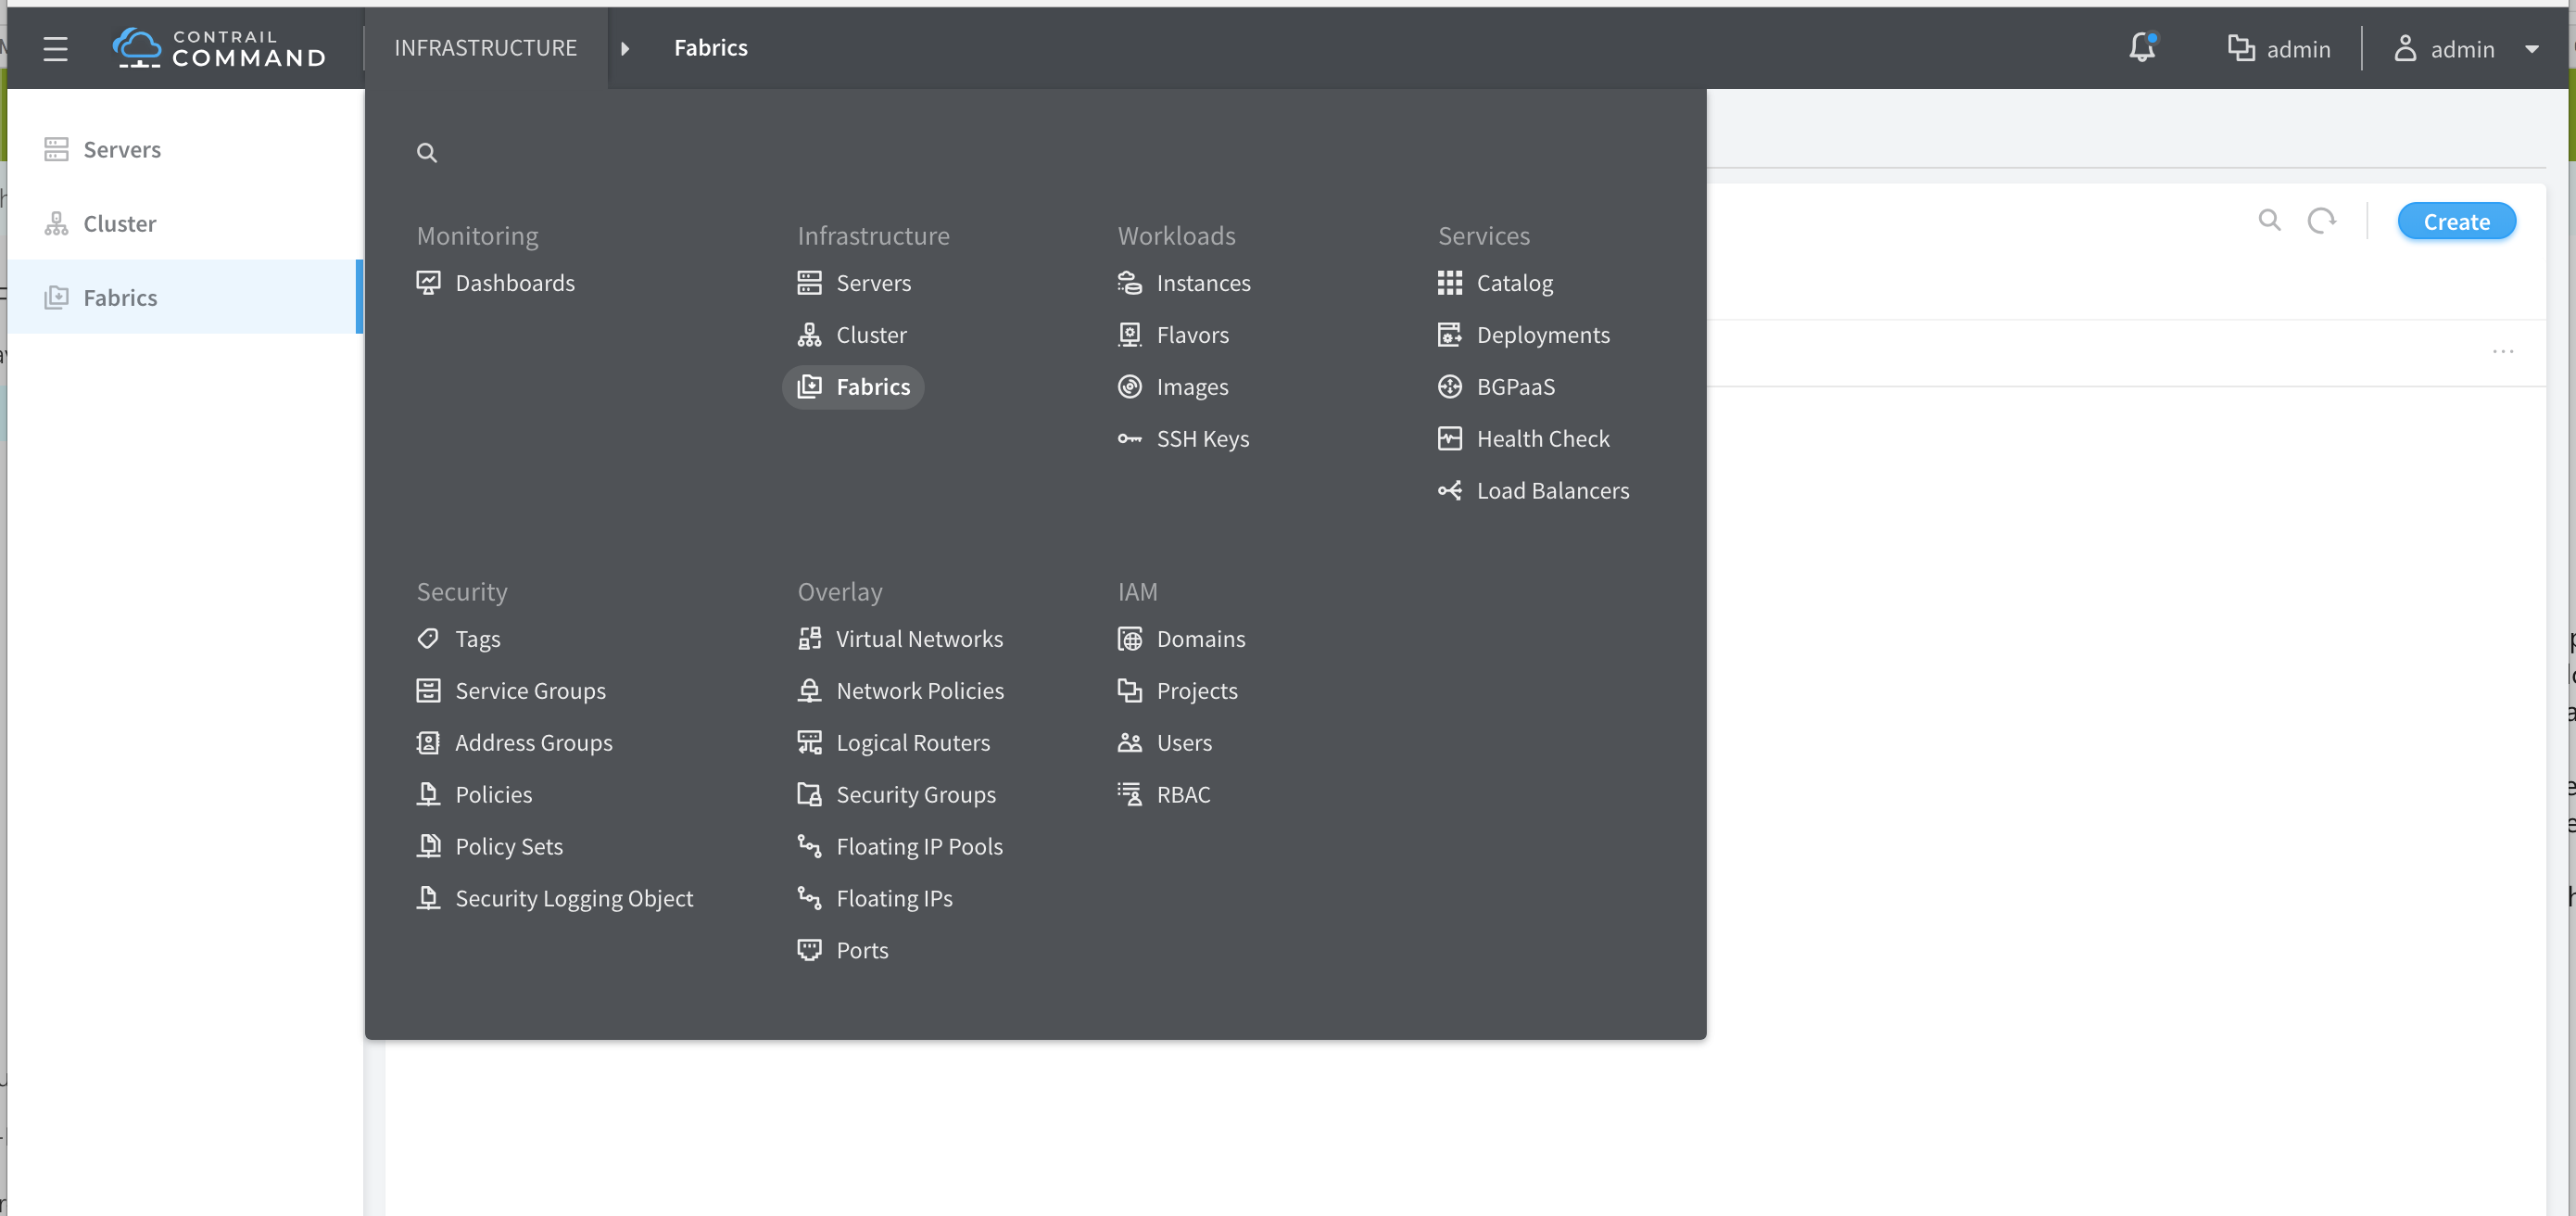 CONTRAIL
COMMAND
INFRASTRUCTURE
Fabrics
admin
admin
Servers
Cluster
Fabrics
Create
Monitoring
Dashboards
Infrastructure
Servers
Cluster
Fabrics
Workloads
Instances
Flavors
Images
SSH Keys
Services
Catalog
Deployments
BGPaaS
Health Check
Load Balancers
Security
Tags
Service Groups
Address Groups
Policies
Policy Sets
Security Logging Object
Overlay
Virtual Networks
Network Policies
Logical Routers
Security Groups
Floating IP Pools
Floating IPs
Ports
IAM
Domains
Projects
Users
RBAC